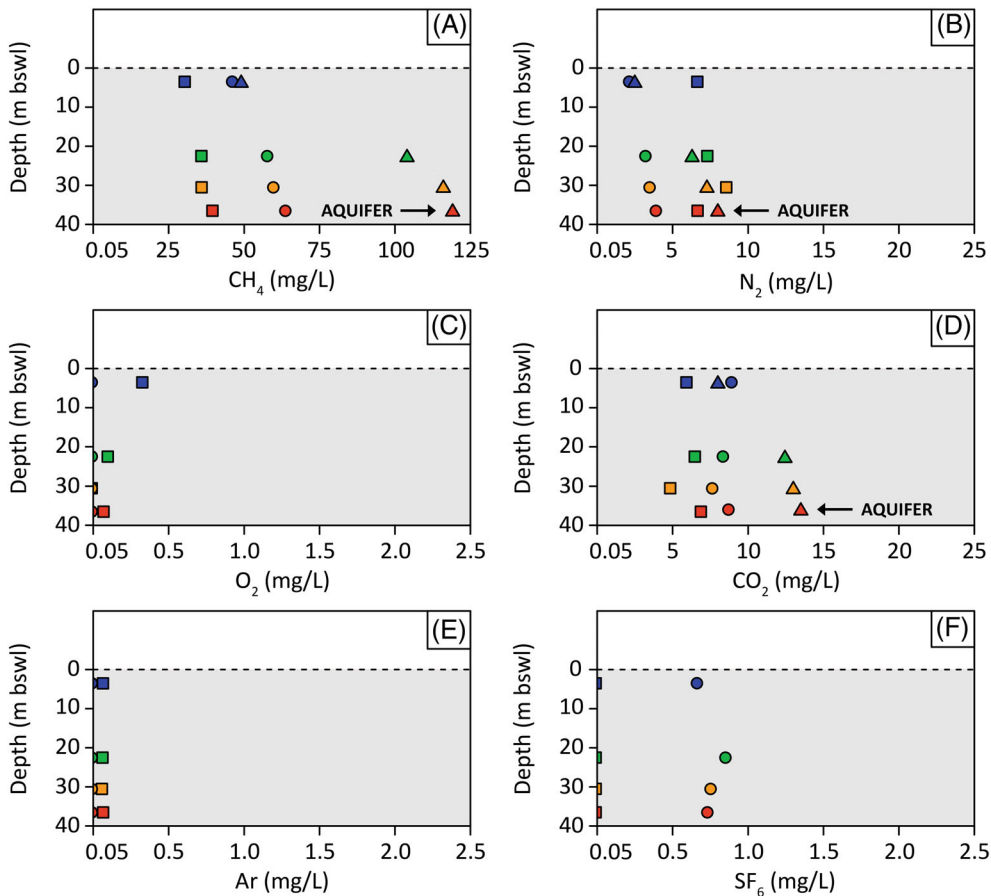 (A)
Depth (m bswl)
0
10
20
30
40
AQUIFER
0.05 25 50 75 100 125
CH₄ (mg/L)
(B)
Depth (m bswl)
0
10
20
30
40
AQUIFER
0.05 5 10 15 20 25
N₂ (mg/L)
(C)
Depth (m bswl)
0
10
20
30
40
0.05 0.5 1.0 1.5 2.0 2.5
O₂ (mg/L)
(D)
Depth (m bswl)
0
10
20
30
40
AQUIFER
0.05 5 10 15 20 25
CO₂ (mg/L)
(E)
Depth (m bswl)
0
10
20
30
40
0.05 0.5 1.0 1.5 2.0 2.5
Ar (mg/L)
(F)
Depth (m bswl)
0
10
20
30
40
0.05 0.5 1.0 1.5 2.0 2.5
SF₆ (mg/L)